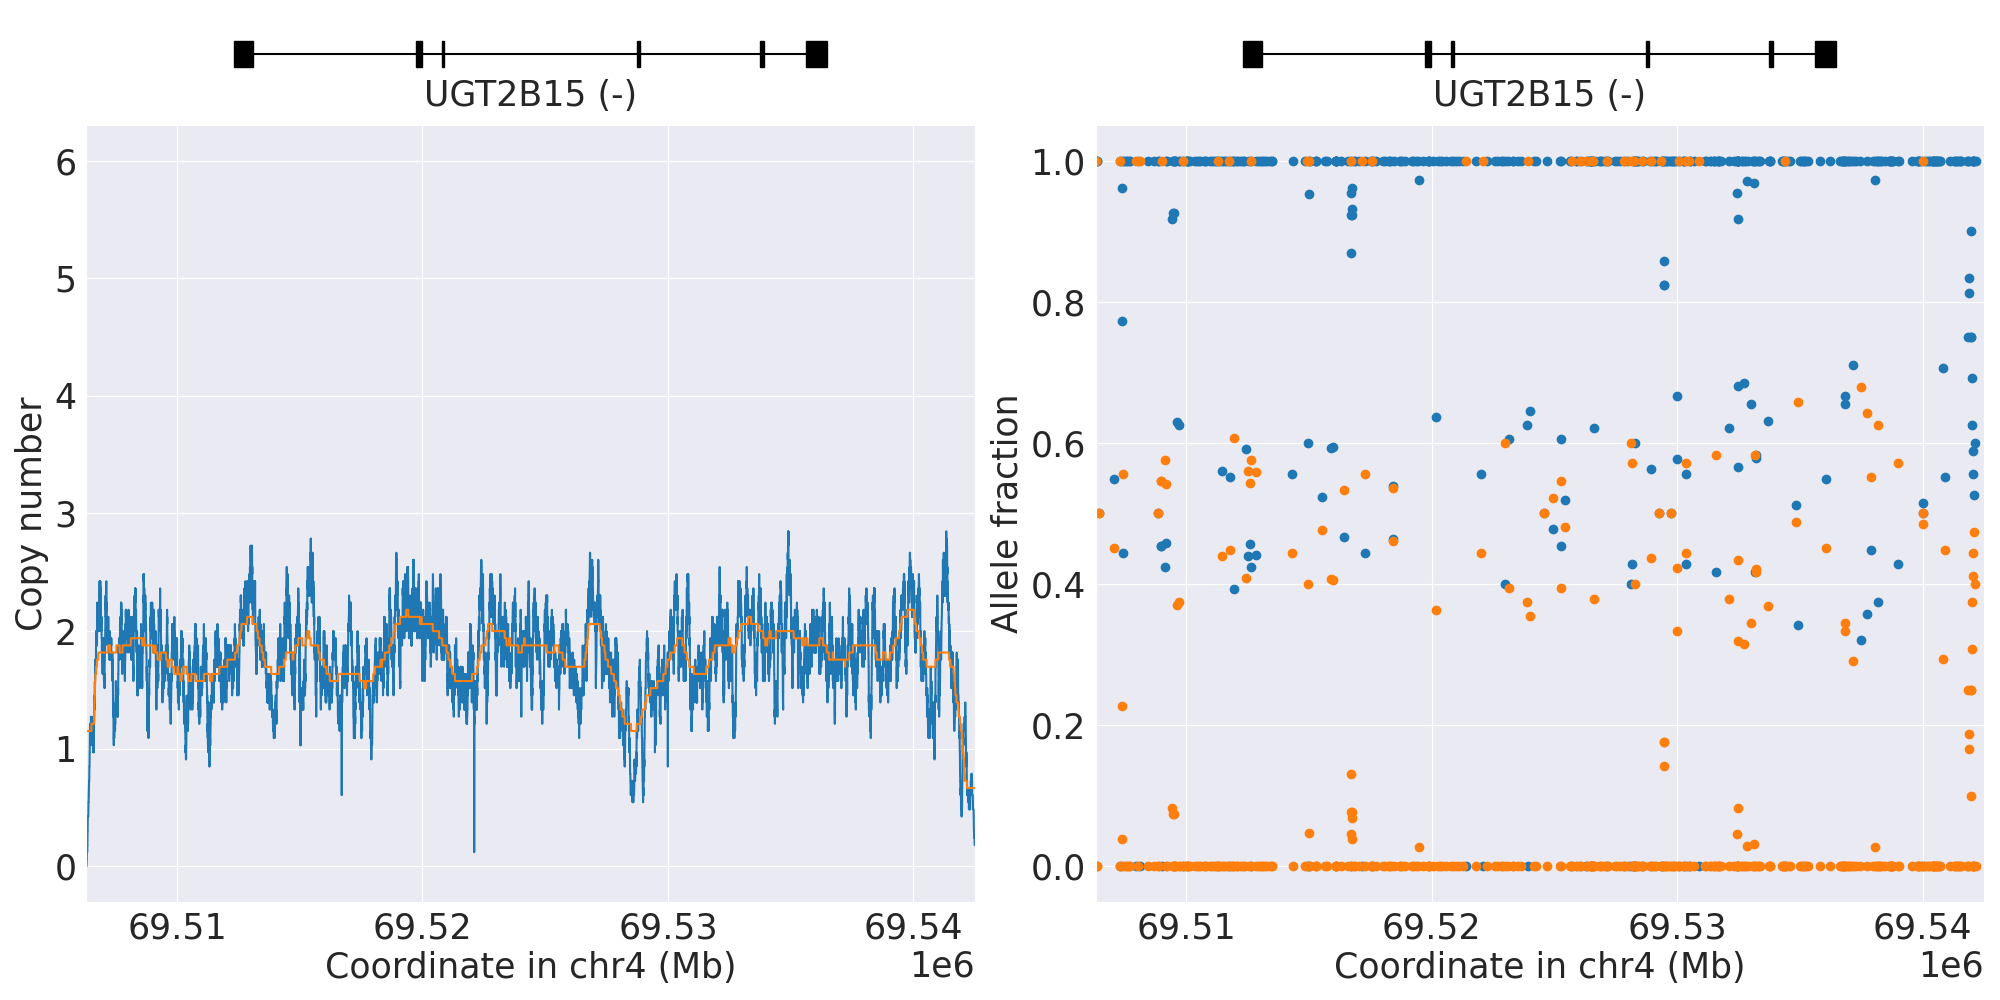 UGT2B15 (-)
UGT2B15 (-)
6
5
4
3
2
1
0
Copy number
69.51 69.52 69.53 69.54
Coordinate in chr4 (Mb) 1e6
1.0
0.8
0.6
0.4
0.2
0.0
Allele fraction
69.51 69.52 69.53 69.54
Coordinate in chr4 (Mb) 1e6